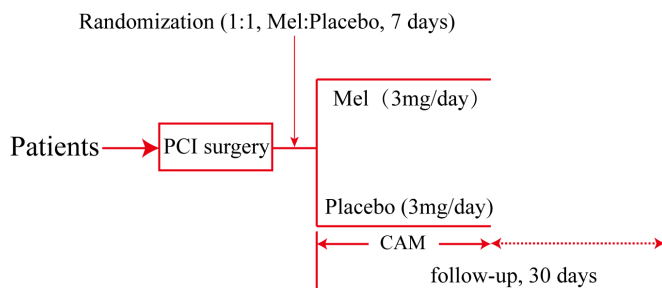 Randomization (1:1, Mel:Placebo, 7 days)
Mel（3mg/day）
Patients
PCI surgery
Placebo (3mg/day)
CAM
follow-up, 30 days